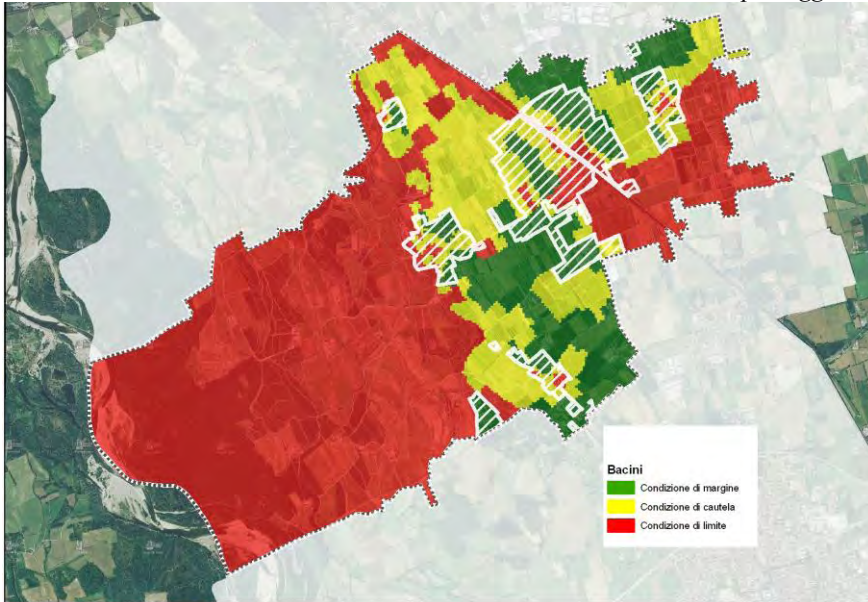 Bacini
Condizione di margine
Condizione di cautela
Condizione di limite